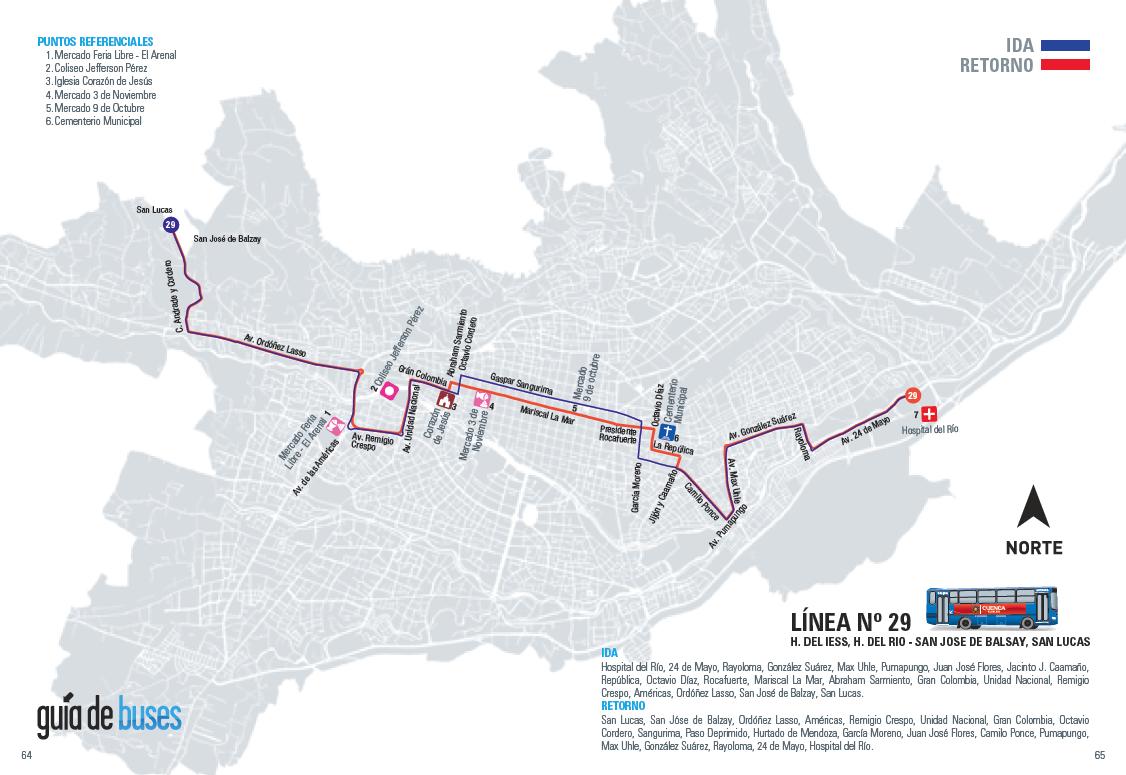 PUNTOS REFERENCIALES
1. Mercado Feria Libre - El Arenal
2. Coliseo Jefferson Pérez
3. Iglesia Corazón de Jesús
4. Mercado 3 de Noviembre
5. Mercado 9 de Octubre
6. Cementerio Municipal
IDA
RETORNO
San Lucas
29
San José de Balzay
C. Andrade y Cordero
Av. Ordóñez Lasso
2 Coliseo Jefferson Pérez
Grán Colombia
Abraham Sarmiento
Octavio Cordero
Gaspar Sangurima
Mercado
9 de octubre
5
Mariscal La Mar
Mercado Feria
Libre - El Arenal 1
Av. de las Américas
Av. Remigio
Crespo
Av. Unidad Nacional
Corazón
de Jesús
3
Mercado 3 de
Noviembre
4
Octavio Díaz
Cementerio
Municipal
6
Presidente
Rocafuerte
La Repúlica
García Moreno
Jijón y Caamaño
Camilo Ponce
Av. Pumapungo
Av. Max Uhle
Av. González Suárez
Rayoloma
Av. 24 de Mayo
29
7
Hospital del Río
NORTE
CUENCA
LÍNEA Nº 29
H. DEL IESS, H. DEL RIO - SAN JOSE DE BALSAY, SAN LUCAS
IDA
Hospital del Río, 24 de Mayo, Rayoloma, González Suárez, Max Uhle, Pumapungo, Juan José Flores, Jacinto J. Caamaño,
República, Octavio Díaz, Rocafuerte, Mariscal La Mar, Abraham Sarmiento, Gran Colombia, Unidad Nacional, Remigio
Crespo, Américas, Ordóñez Lasso, San José de Balzay, San Lucas.
RETORNO
San Lucas, San Jóse de Balzay, Ordóñez Lasso, Américas, Remigio Crespo, Unidad Nacional, Gran Colombia, Octavio
Cordero, Sangurima, Paso Deprimido, Hurtado de Mendoza, García Moreno, Juan José Flores, Camilo Ponce, Pumapungo,
Max Uhle, González Suárez, Rayoloma, 24 de Mayo, Hospital del Río.
guía de buses
64
65